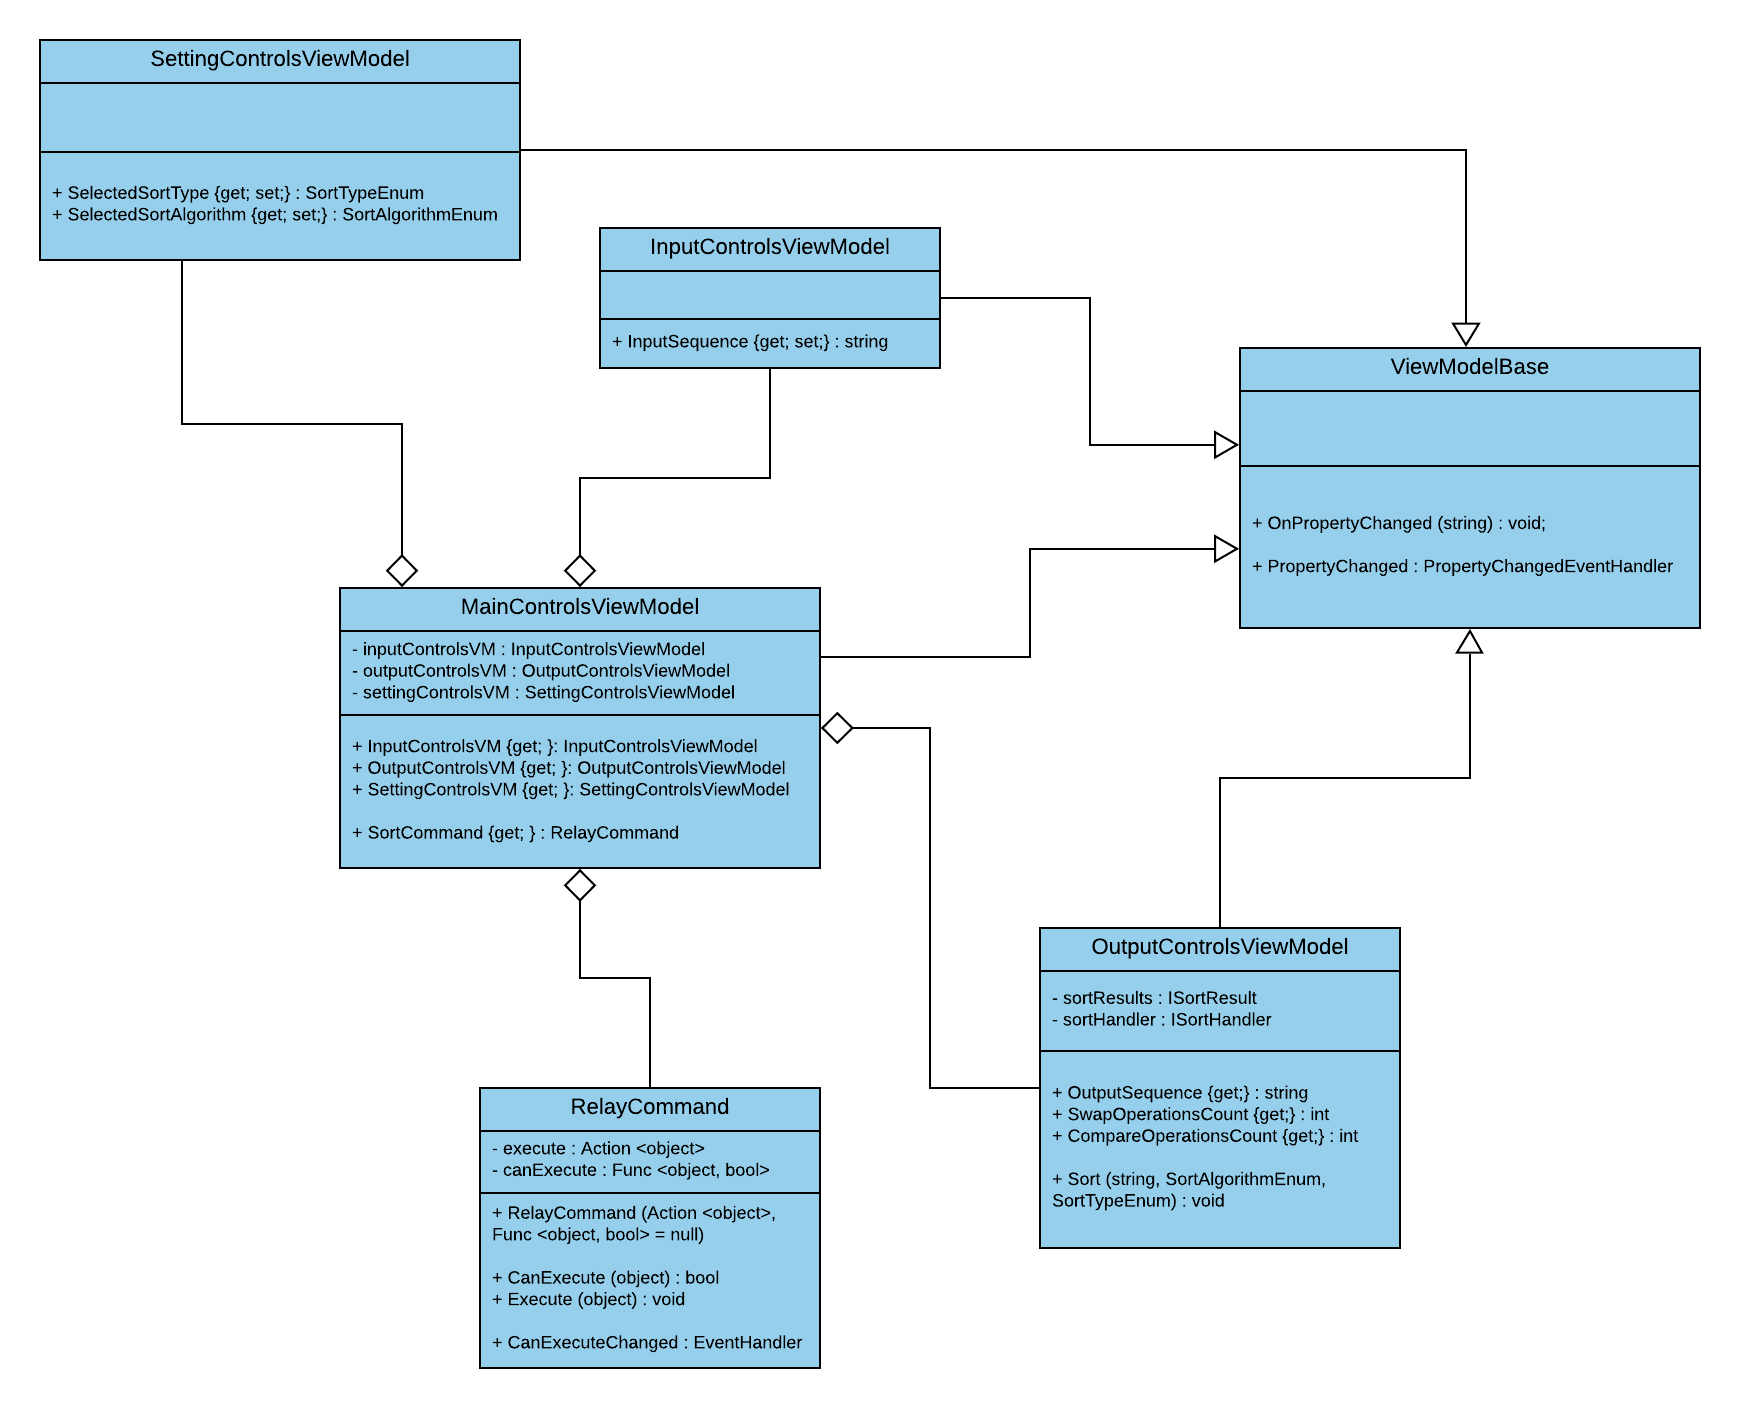 SettingControlsViewModel
+ SelectedSortType {get; set;} : SortTypeEnum
+ SelectedSortAlgorithm {get; set;} : SortAlgorithmEnum
InputControlsViewModel
+ InputSequence {get; set;} : string
ViewModelBase
+ OnPropertyChanged (string) : void;
+ PropertyChanged : PropertyChangedEventHandler
MainControlsViewModel
- inputControlsVM : InputControlsViewModel
- outputControlsVM : OutputControlsViewModel
- settingControlsVM : SettingControlsViewModel
+ InputControlsVM {get; }: InputControlsViewModel
+ OutputControlsVM {get; }: OutputControlsViewModel
+ SettingControlsVM {get; }: SettingControlsViewModel
+ SortCommand {get; } : RelayCommand
OutputControlsViewModel
- sortResults : ISortResult
- sortHandler : ISortHandler
+ OutputSequence {get;} : string
+ SwapOperationsCount {get;} : int
+ CompareOperationsCount {get;} : int
+ Sort (string, SortAlgorithmEnum,
SortTypeEnum) : void
RelayCommand
- execute : Action <object>
- canExecute : Func <object, bool>
+ RelayCommand (Action <object>,
Func <object, bool> = null)
+ CanExecute (object) : bool
+ Execute (object) : void
+ CanExecuteChanged : EventHandler